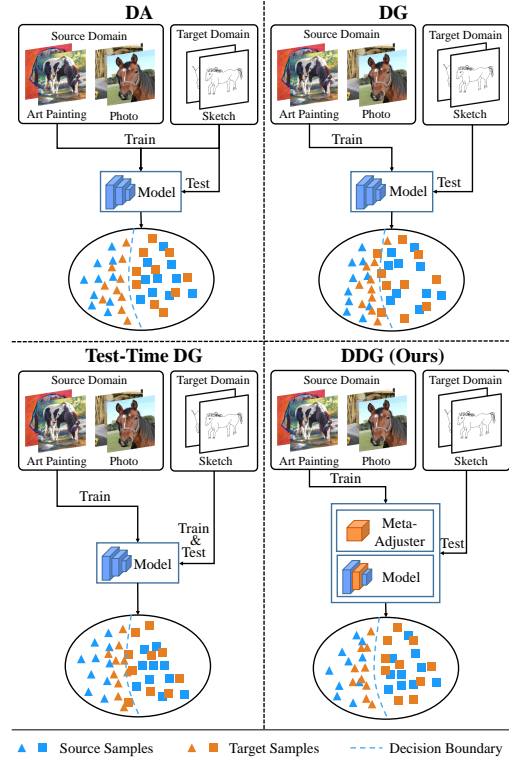 DA
Source Domain
Target Domain
Art Painting
Photo
Sketch
Train
Test
Model
DG
Source Domain
Target Domain
Art Painting
Photo
Sketch
Train
Test
Model
Test-Time DG
Source Domain
Target Domain
Art Painting
Photo
Sketch
Train
Train
&
Test
Model
DDG (Ours)
Source Domain
Target Domain
Art Painting
Photo
Sketch
Train
Meta-
Adjuster
Test
Model
Source Samples
Target Samples
Decision Boundary